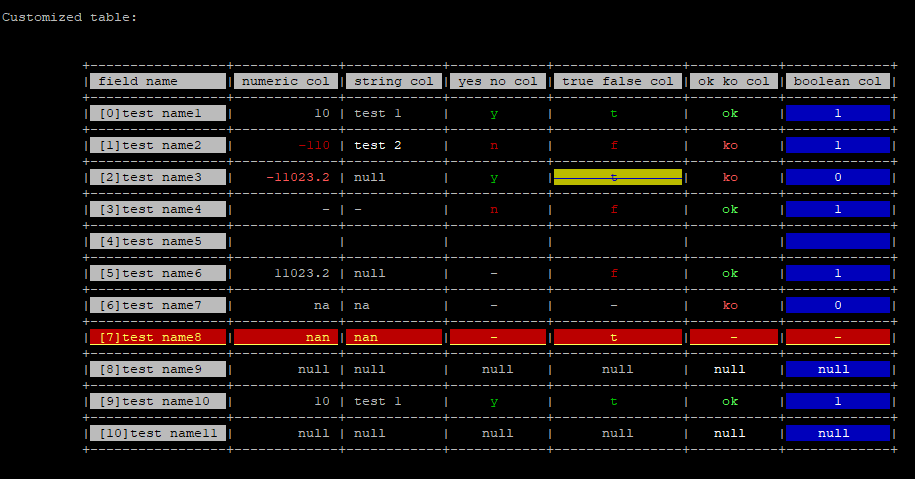 Customized table:
field name | numeric col | string col | yes no col | true false col | ok ko col | boolean col
[0]test name1 | 10 | test 1 | y | t | ok | 1
[1]test name2 | -110 | test 2 | n | f | ko | 1
[2]test name3 | -11023.2 | null | y | t | ko | 0
[3]test name4 | - | - | n | f | ok | 1
[4]test name5 | | | | | |
[5]test name6 | 11023.2 | null | - | f | ok | 1
[6]test name7 | na | na | - | - | ko | 0
[7]test name8 | nan | nan | - | t | - | -
[8]test name9 | null | null | null | null | null | null
[9]test name10 | 10 | test 1 | y | t | ok | 1
[10]test name11 | null | null | null | null | null | null